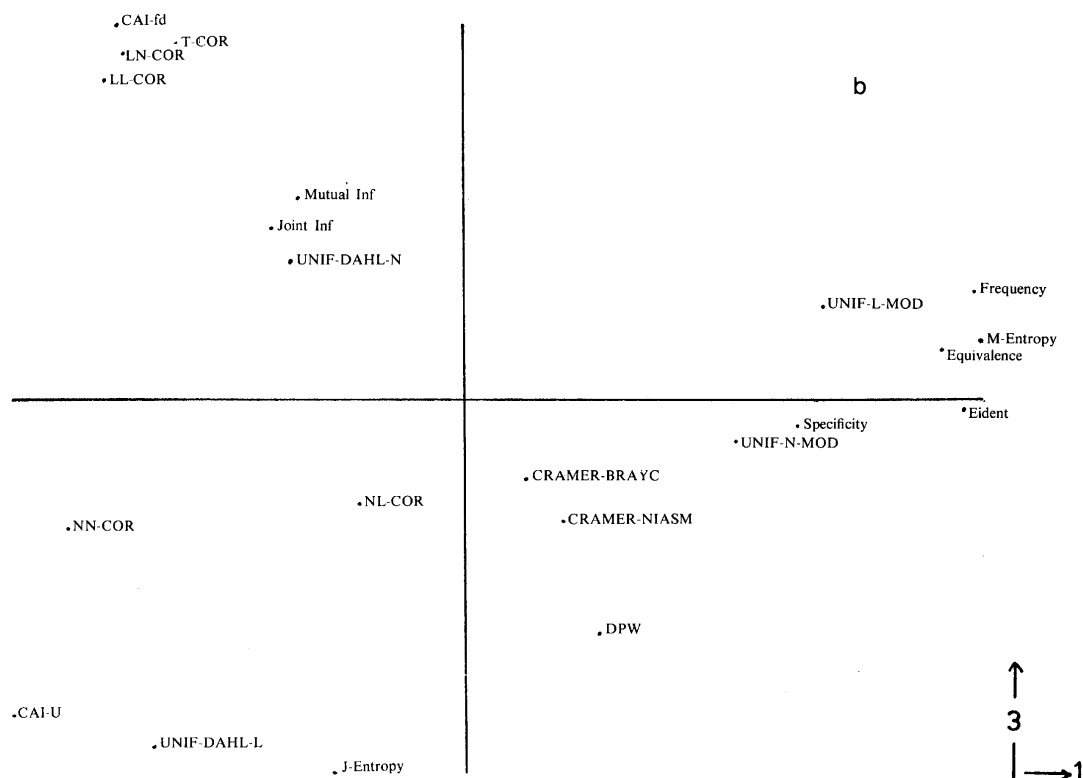 CAI-fd
T-COR
LN-COR
LL-COR
b
Mutual Inf
Joint Inf
UNIF-DAHL-N
Frequency
UNIF-L-MOD
M-Entropy
Equivalence
Eident
Specificity
UNIF-N-MOD
CRAMER-BRAYC
NL-COR
CRAMER-NIASM
NN-COR
DPW
CAI-U
3
UNIF-DAHL-L
J-Entropy
1